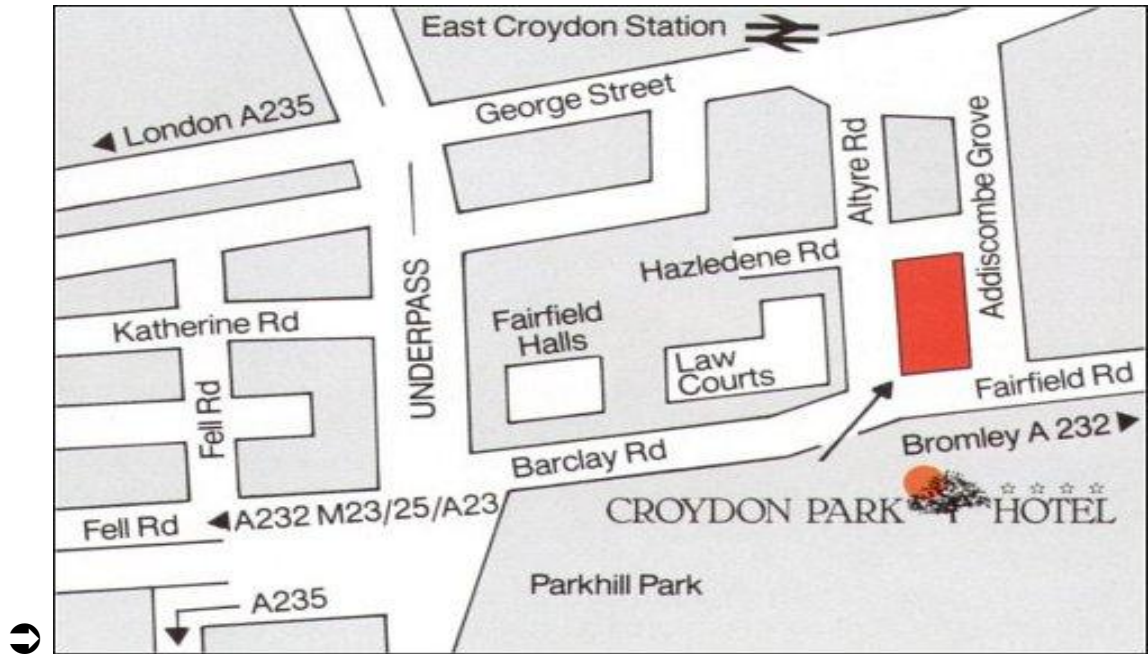 East Croydon Station
George Street
London A235
Altyre Rd
Addiscombe Grove
Hazledene Rd
Katherine Rd
UNDERPASS
Fairfield
Halls
Law
Courts
Fell Rd
Fairfield Rd
Barclay Rd
Bromley A 232
CROYDON PARK HOTEL
Fell Rd
A232 M23/25/A23
Parkhill Park
A235